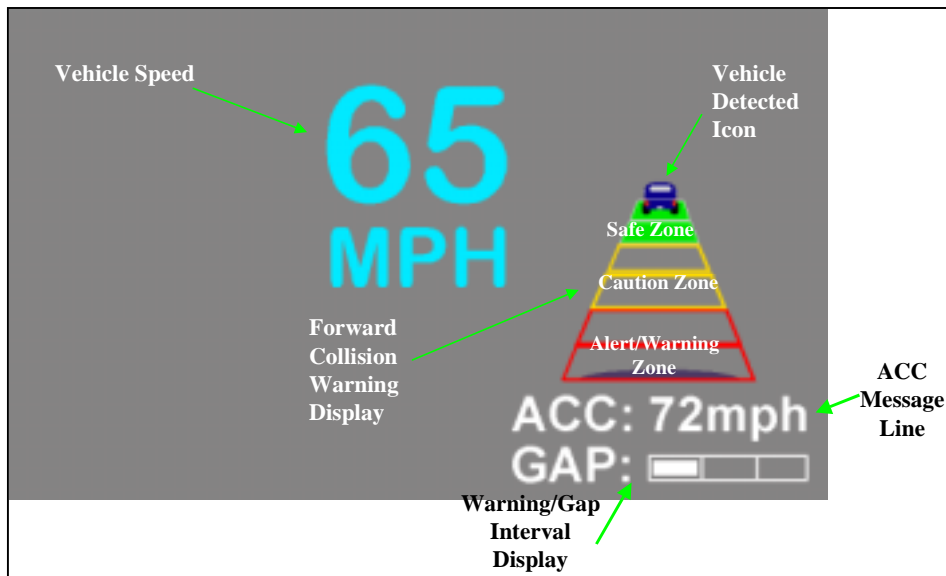 Vehicle Speed
65
MPH
Vehicle
Detected
Icon
Safe Zone
Caution Zone
Alert/Warning
Zone
Forward
Collision
Warning
Display
ACC: 72mph
GAP:
ACC
Message
Line
Warning/Gap
Interval
Display